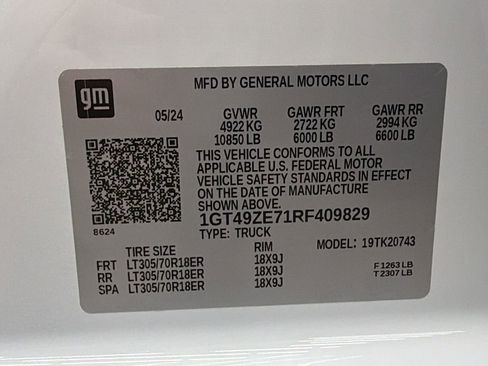 gm
MFD BY GENERAL MOTORS LLC
05/24 GVWR GAWR FRT GAWR RR
4922 KG 2722 KG 2994 KG
10850 LB 6000 LB 6600 LB
THIS VEHICLE CONFORMS TO ALL
APPLICABLE U.S. FEDERAL MOTOR
VEHICLE SAFETY STANDARDS IN EFFECT
ON THE DATE OF MANUFACTURE
SHOWN ABOVE.
8624
1GT49ZE71RF409829
TYPE: TRUCK
TIRE SIZE RIM MODEL: 19TK20743
FRT LT305/70R18ER 18X9J F 1263 LB
RR LT305/70R18ER 18X9J T 2307 LB
SPA LT305/70R18ER 18X9J